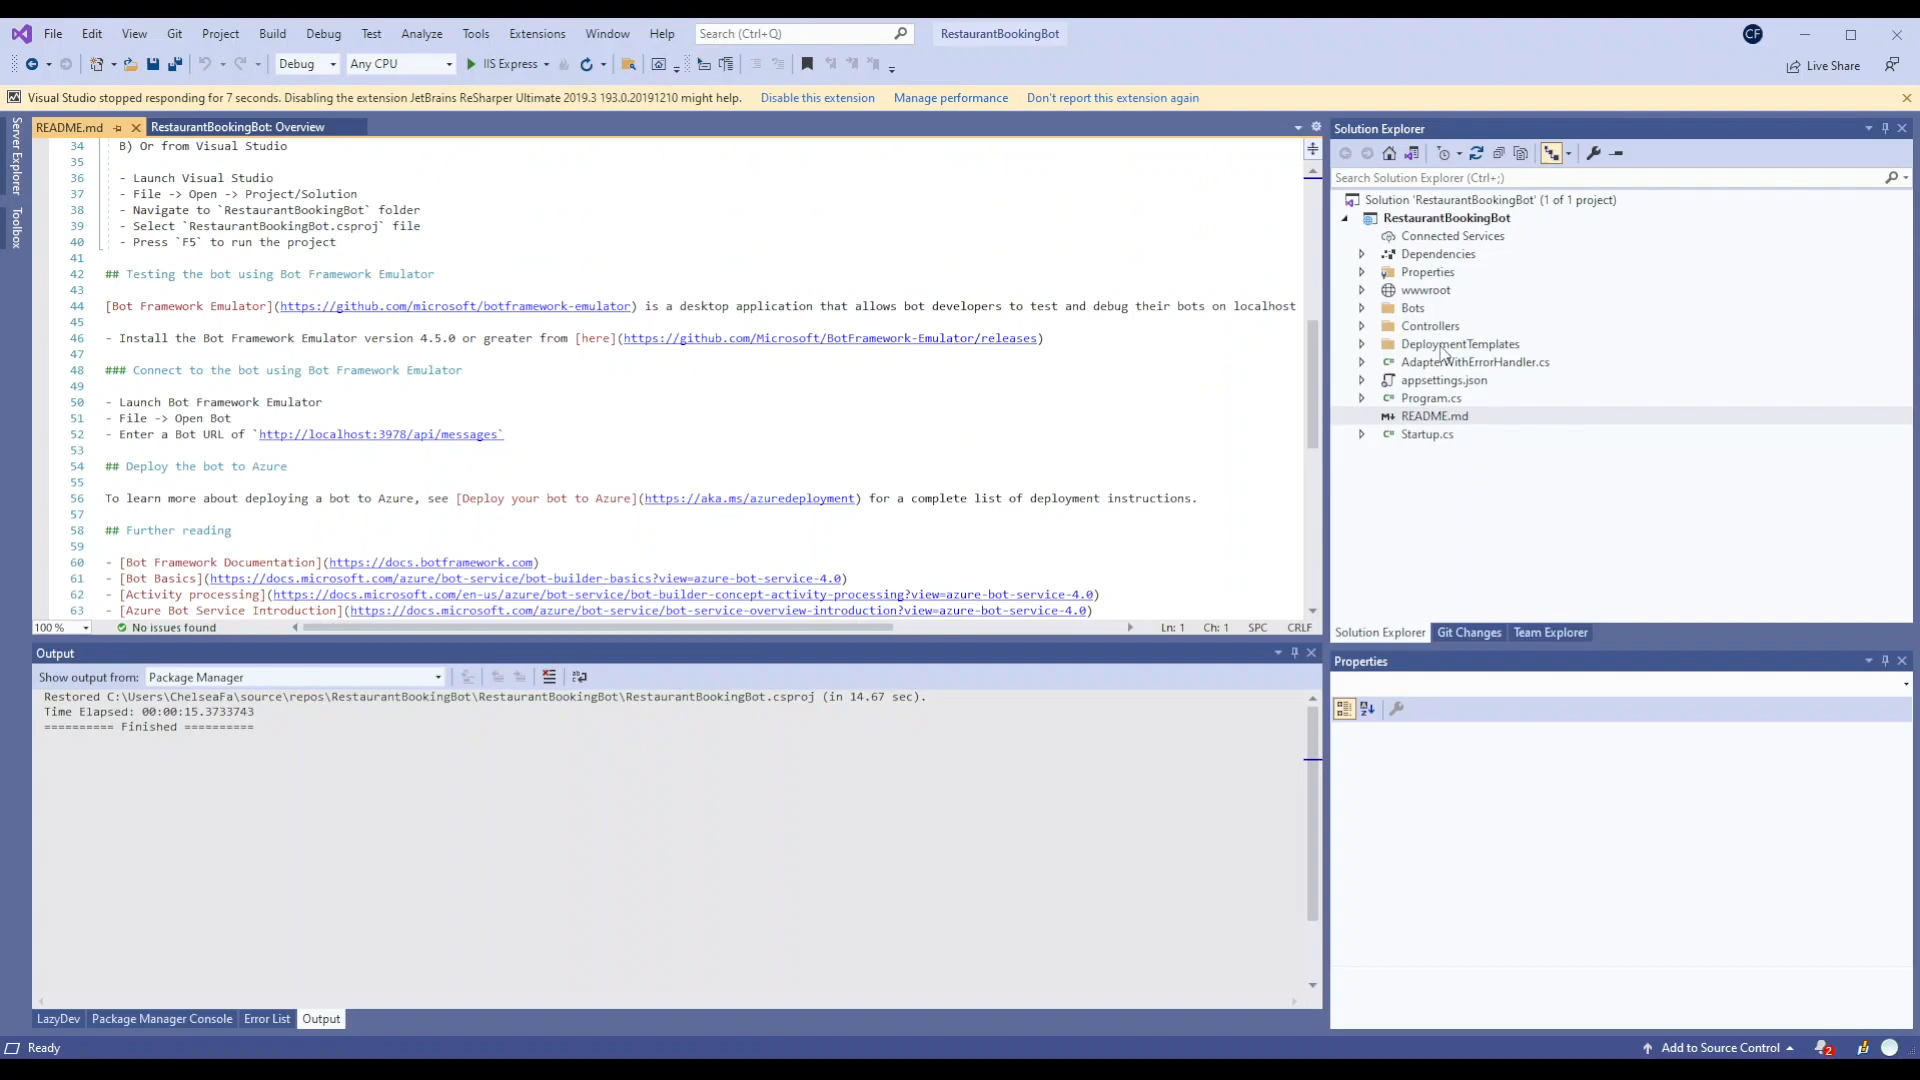 File Edit View Git Project Build Debug Test Analyze Tools Extensions Window Help Search (Ctrl+Q) RestaurantBookingBot CF
Debug Any CPU IIS Express Live Share
Visual Studio stopped responding for 7 seconds. Disabling the extension JetBrains ReSharper Ultimate 2019.3 193.0.20191210 might help. Disable this extension Manage performance Don't report this extension again
Server Explorer
Toolbox
README.md RestaurantBookingBot: Overview
34 B) Or from Visual Studio
35
36 - Launch Visual Studio
37 - File -> Open -> Project/Solution
38 - Navigate to `RestaurantBookingBot` folder
39 - Select `RestaurantBookingBot.csproj` file
40 - Press `F5` to run the project
41
42 ## Testing the bot using Bot Framework Emulator
43
44 [Bot Framework Emulator](https://github.com/microsoft/botframework-emulator) is a desktop application that allows bot developers to test and debug their bots on localhost
45
46 - Install the Bot Framework Emulator version 4.5.0 or greater from [here](https://github.com/Microsoft/BotFramework-Emulator/releases)
47
48 ### Connect to the bot using Bot Framework Emulator
49
50 - Launch Bot Framework Emulator
51 - File -> Open Bot
52 - Enter a Bot URL of `http://localhost:3978/api/messages`
53
54 ## Deploy the bot to Azure
55
56 To learn more about deploying a bot to Azure, see [Deploy your bot to Azure](https://aka.ms/azuredeployment) for a complete list of deployment instructions.
57
58 ## Further reading
59
60 - [Bot Framework Documentation](https://docs.botframework.com)
61 - [Bot Basics](https://docs.microsoft.com/azure/bot-service/bot-builder-basics?view=azure-bot-service-4.0)
62 - [Activity processing](https://docs.microsoft.com/en-us/azure/bot-service/bot-builder-concept-activity-processing?view=azure-bot-service-4.0)
63 - [Azure Bot Service Introduction](https://docs.microsoft.com/azure/bot-service/bot-service-overview-introduction?view=azure-bot-service-4.0)
100 % No issues found Ln: 1 Ch: 1 SPC CRLF
Output
Show output from: Package Manager
Restored C:\Users\ChelseaFa\source\repos\RestaurantBookingBot\RestaurantBookingBot\RestaurantBookingBot.csproj (in 14.67 sec).
Time Elapsed: 00:00:15.3733743
========== Finished ==========
LazyDev Package Manager Console Error List Output
Solution Explorer
Search Solution Explorer (Ctrl+;)
Solution 'RestaurantBookingBot' (1 of 1 project)
RestaurantBookingBot
Connected Services
Dependencies
Properties
wwwroot
Bots
Controllers
DeploymentTemplates
C# AdapterWithErrorHandler.cs
appsettings.json
C# Program.cs
M↓ README.md
C# Startup.cs
Solution Explorer Git Changes Team Explorer
Properties
Ready Add to Source Control 2